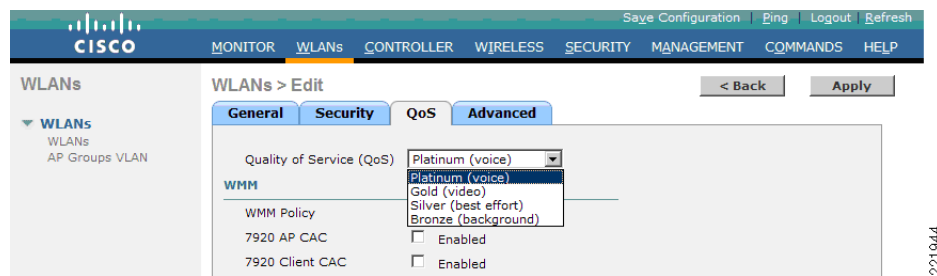 Save Configuration | Ping | Logout | Refresh
CISCO
MONITOR WLANs CONTROLLER WIRELESS SECURITY MANAGEMENT COMMANDS HELP
WLANs
WLANs
WLANs
AP Groups VLAN
WLANs > Edit
< Back
Apply
General Security QoS Advanced
Quality of Service (QoS) Platinum (voice)
Platinum (voice)
Gold (video)
Silver (best effort)
Bronze (background)
WMM
WMM Policy
7920 AP CAC Enabled
7920 Client CAC Enabled
221944